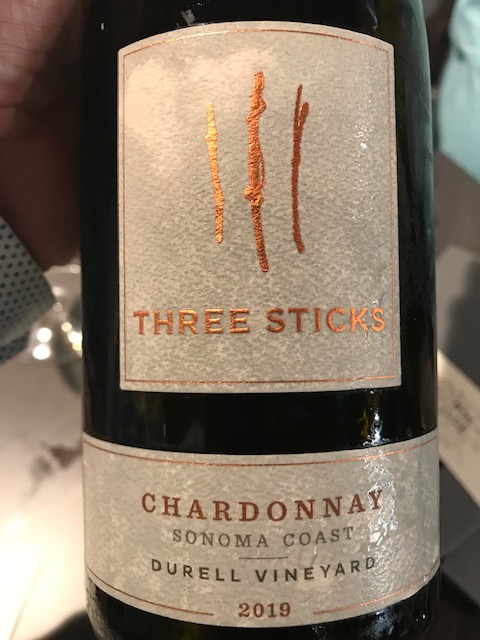 THREE STICKS
CHARDONNAY
SONOMA COAST
DURELL VINEYARD
2019